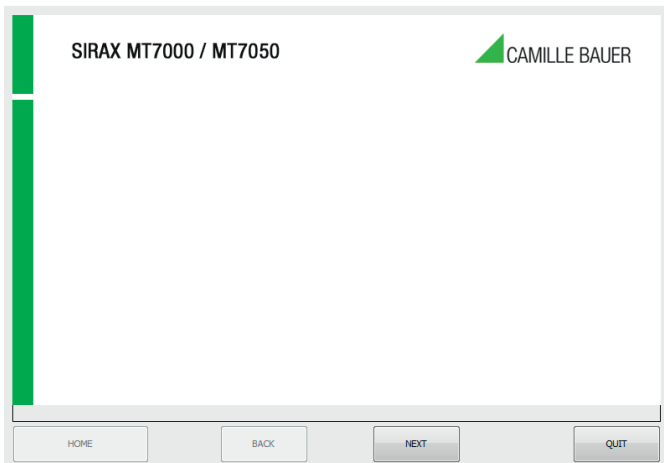 SIRAX MT7000 / MT7050
CAMILLE BAUER
HOME
BACK
NEXT
QUIT